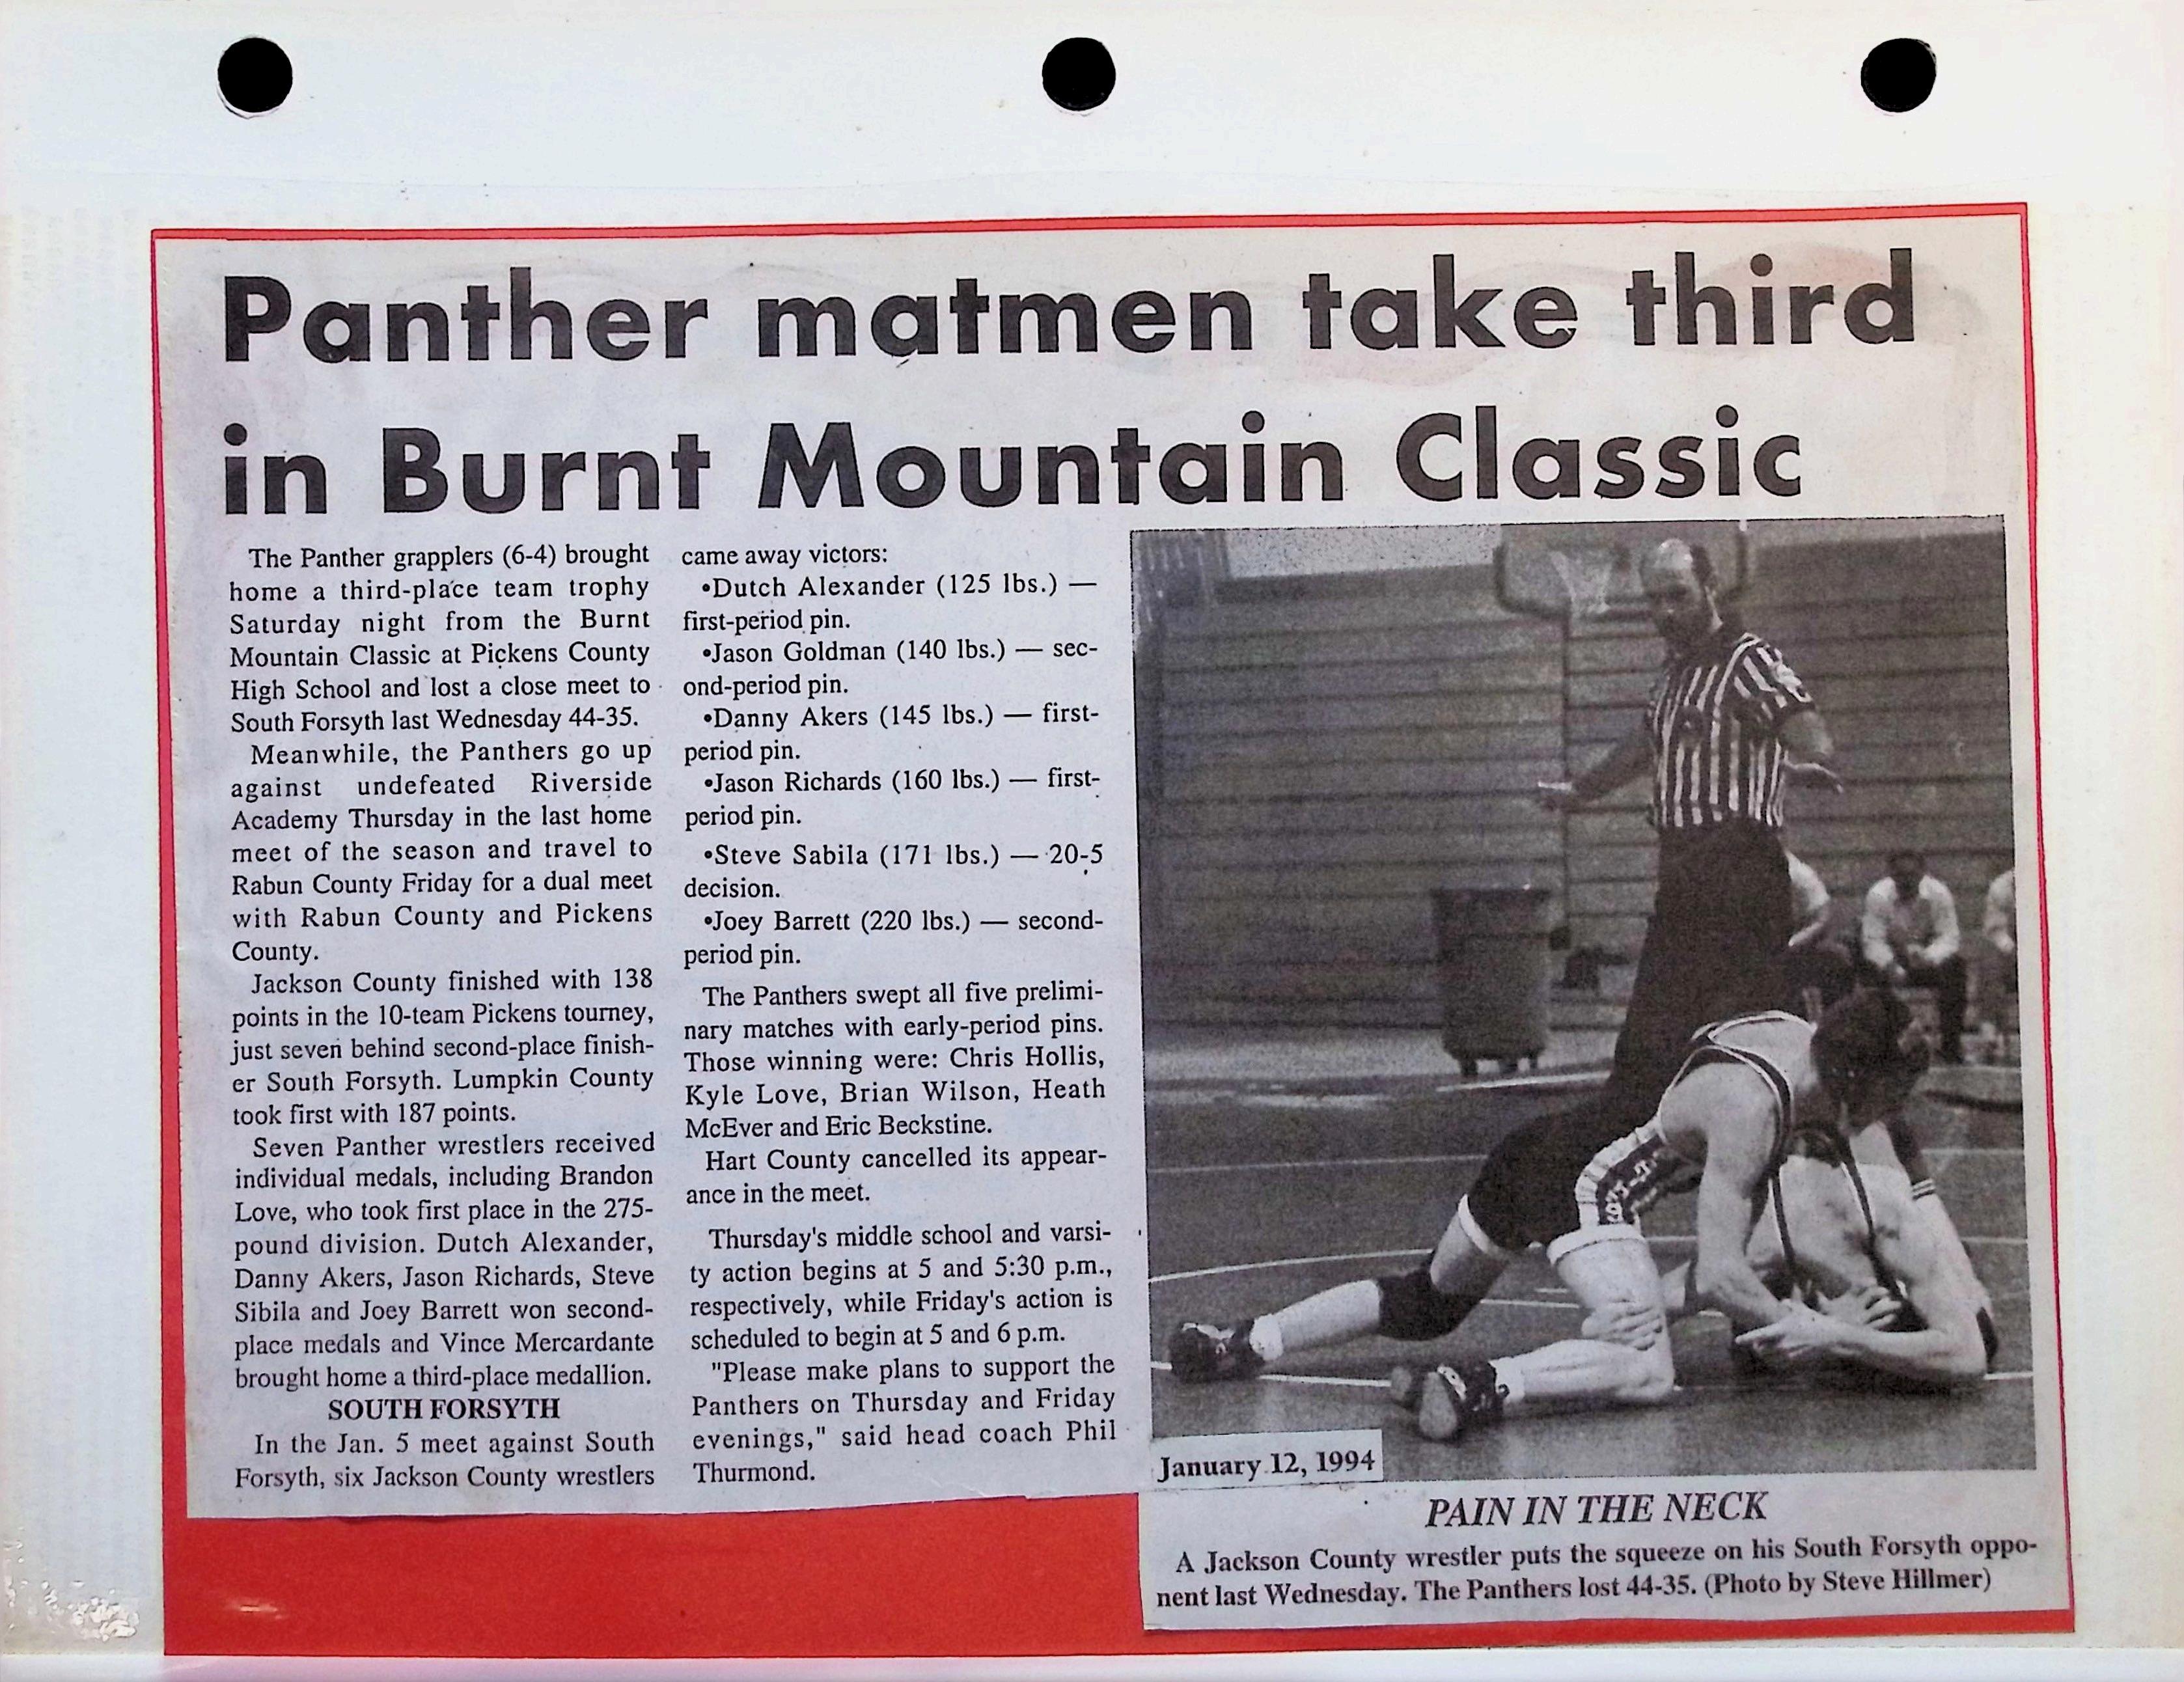 Panther matmen take third
in Burnt Mountain Classic
The Panther grapplers (6-4) brought
home a third-place team trophy
Saturday night from the Burnt
Mountain Classic at Pickens County
High School and lost a close meet to
South Forsyth last Wednesday 44-35.
Meanwhile, the Panthers go up
against undefeated Riverside
Academy Thursday in the last home
meet of the season and travel to
Rabun County Friday for a dual meet
with Rabun County and Pickens
County.
Jackson County finished with 138
points in the 10-team Pickens tourney,
just seven behind second-place finish-
er South Forsyth. Lumpkin County
took first with 187 points.
Seven Panther wrestlers received
individual medals, including Brandon
Love, who took first place in the 275-
pound division. Dutch Alexander,
Danny Akers, Jason Richards, Steve
Sibila and Joey Barrett won second-
place medals and Vince Mercardante
brought home a third-place medallion.
SOUTH FORSYTH
In the Jan. 5 meet against South
Forsyth, six Jackson County wrestlers
came away victors:
•Dutch Alexander (125 lbs.) —
first-period pin.
•Jason Goldman (140 lbs.) — sec-
ond-period pin.
•Danny Akers (145 lbs.) — first-
period pin.
•Jason Richards (160 lbs.) — first-
period pin.
•Steve Sabila (171 lbs.) — 20-5
decision.
•Joey Barrett (220 lbs.) — second-
period pin.
The Panthers swept all five prelimi-
nary matches with early-period pins.
Those winning were: Chris Hollis,
Kyle Love, Brian Wilson, Heath
McEver and Eric Beckstine.
Hart County cancelled its appear-
ance in the meet.
Thursday's middle school and varsi-
ty action begins at 5 and 5:30 p.m.,
respectively, while Friday's action is
scheduled to begin at 5 and 6 p.m.
"Please make plans to support the
Panthers on Thursday and Friday
evenings," said head coach Phil
Thurmond.
January 12, 1994
PAIN IN THE NECK
A Jackson County wrestler puts the squeeze on his South Forsyth oppo-
nent last Wednesday. The Panthers lost 44-35. (Photo by Steve Hillmer)